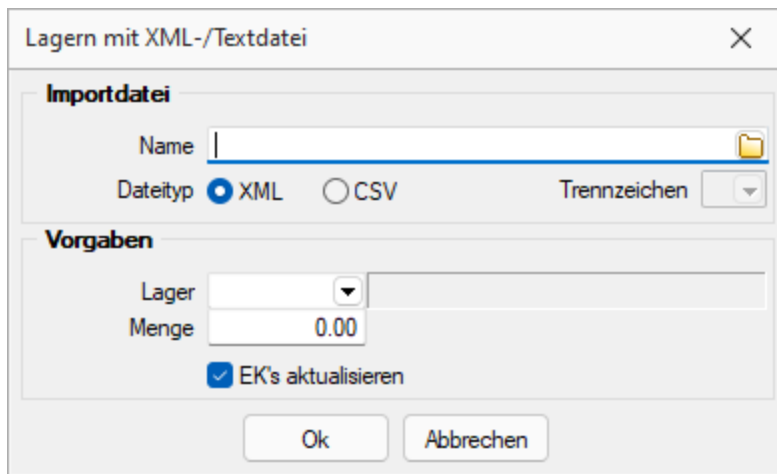 Lagern mit XML-/Textdatei
Importdatei
Name
Dateityp XML CSV Trennzeichen
Vorgaben
Lager
Menge 0.00
EK's aktualisieren
Ok Abbrechen